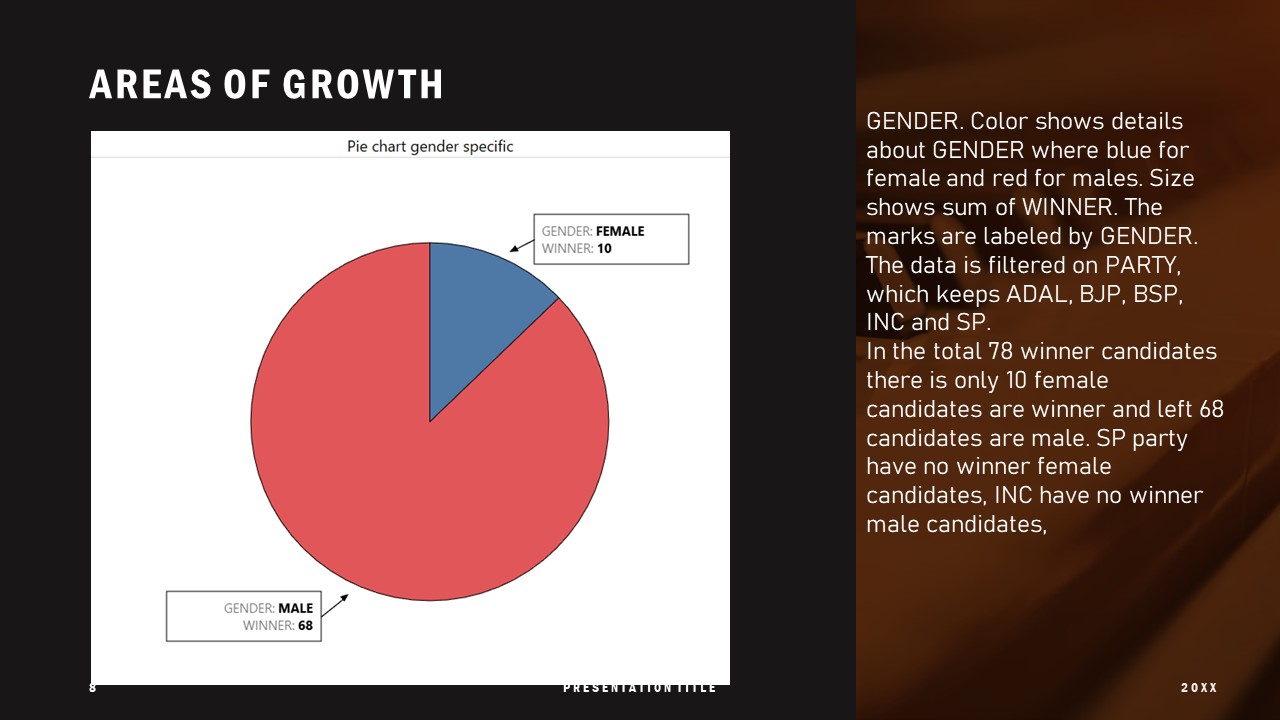 AREAS OF GROWTH
Pie chart gender specific
GENDER: FEMALE
WINNER: 10
GENDER: MALE
WINNER: 68
GENDER. Color shows details
about GENDER where blue for
female and red for males. Size
shows sum of WINNER. The
marks are labeled by GENDER.
The data is filtered on PARTY,
which keeps ADAL, BJP, BSP,
INC and SP.
In the total 78 winner candidates
there is only 10 female
candidates are winner and left 68
candidates are male. SP party
have no winner female
candidates, INC have no winner
male candidates,
8
PRESENTATION TITLE
20XX